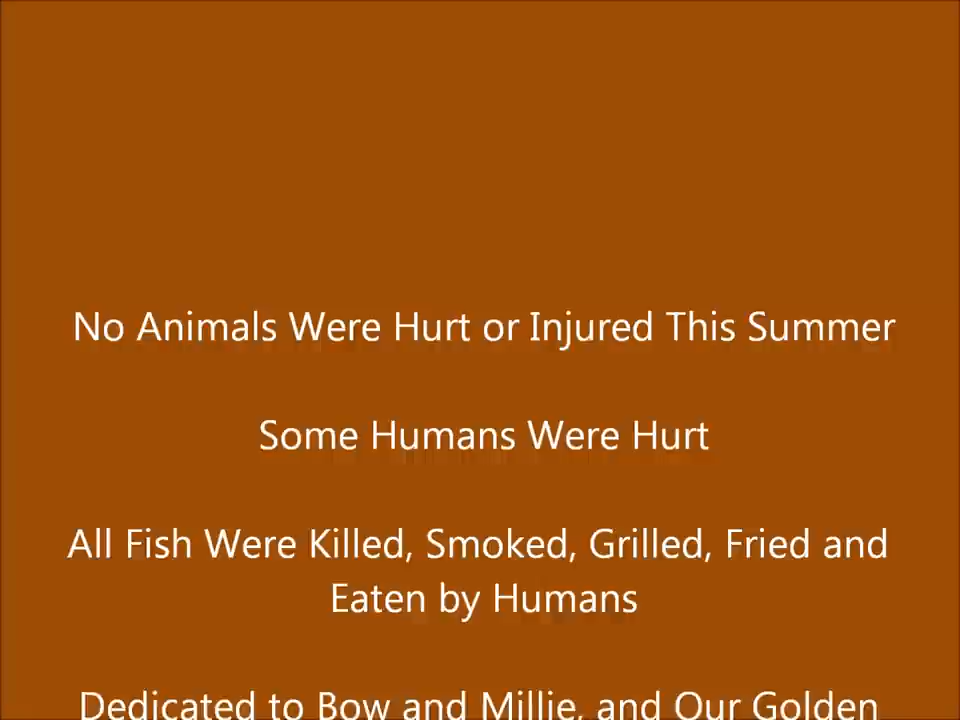 No Animals Were Hurt or Injured This Summer
Some Humans Were Hurt
All Fish Were Killed, Smoked, Grilled, Fried and
Eaten by Humans
Dedicated to Bow and Millie, and Our Golden